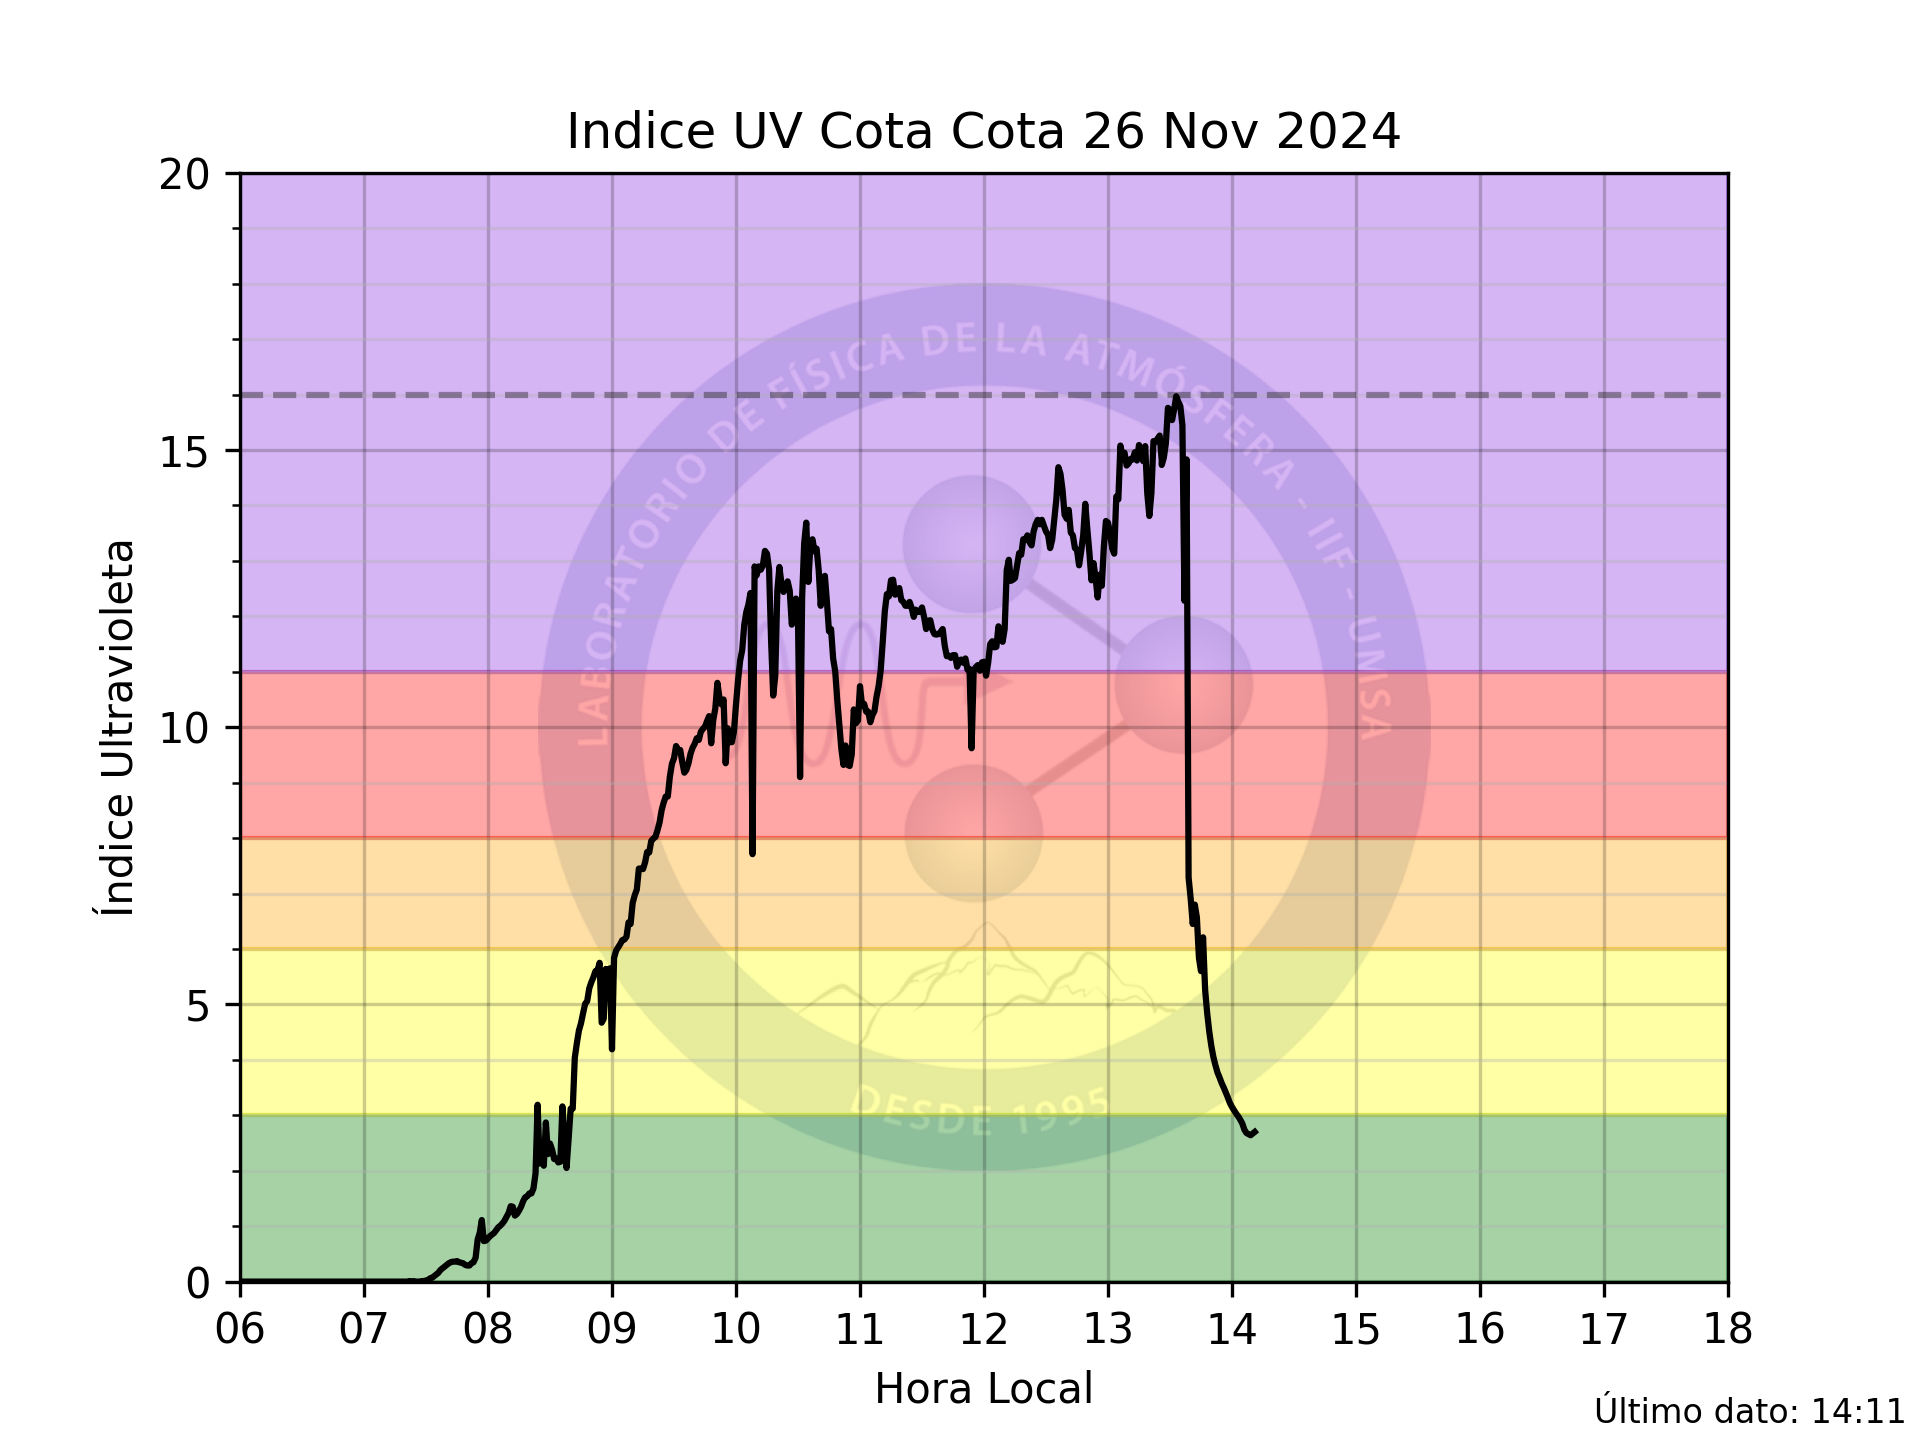 Indice UV Cota Cota 26 Nov 2024
20
15
10
5
0
Índice Ultravioleta
LABORATORIO DE FÍSICA DE LA ATMÓSFERA - IIF - UMSA
DESDE 1995
06 07 08 09 10 11 12 13 14 15 16 17 18
Hora Local
Último dato: 14:11